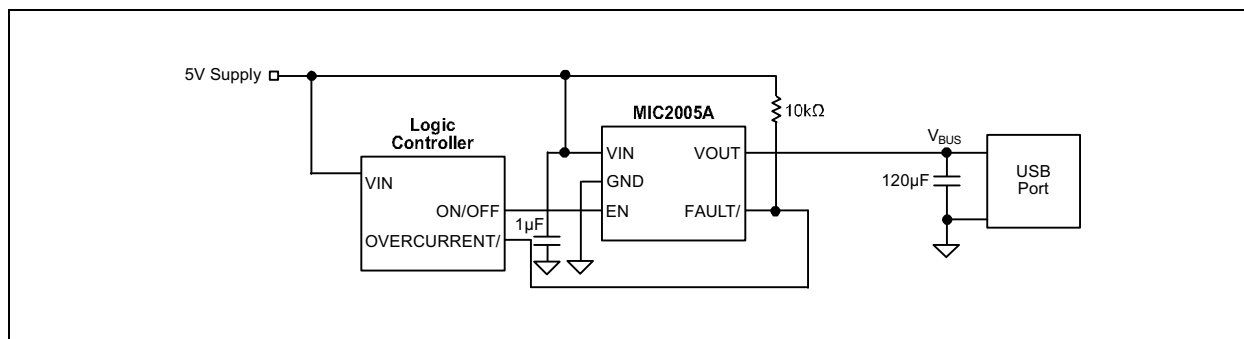 5V Supply
Logic
Controller
VIN
ON/OFF
OVERCURRENT/
1µF
MIC2005A
VIN
GND
EN
VOUT
FAULT/
10kΩ
VBUS
120µF
USB
Port